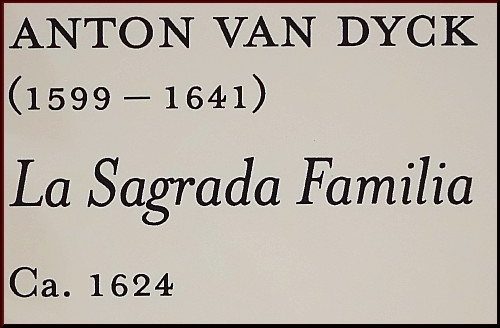 ANTON VAN DYCK
(1599 – 1641)
La Sagrada Familia
Ca. 1624